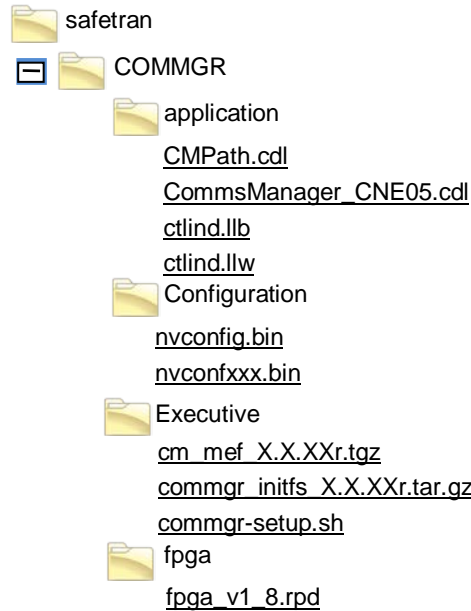 safetran
COMMGR
application
CMPath.cdl
CommsManager_CNE05.cdl
ctlind.llb
ctlind.llw
Configuration
nvconfig.bin
nvconfxxx.bin
Executive
cm_mef_X.X.XXr.tgz
commgr_initfs_X.X.XXr.tar.gz
commgr-setup.sh
fpga
fpga_v1_8.rpd